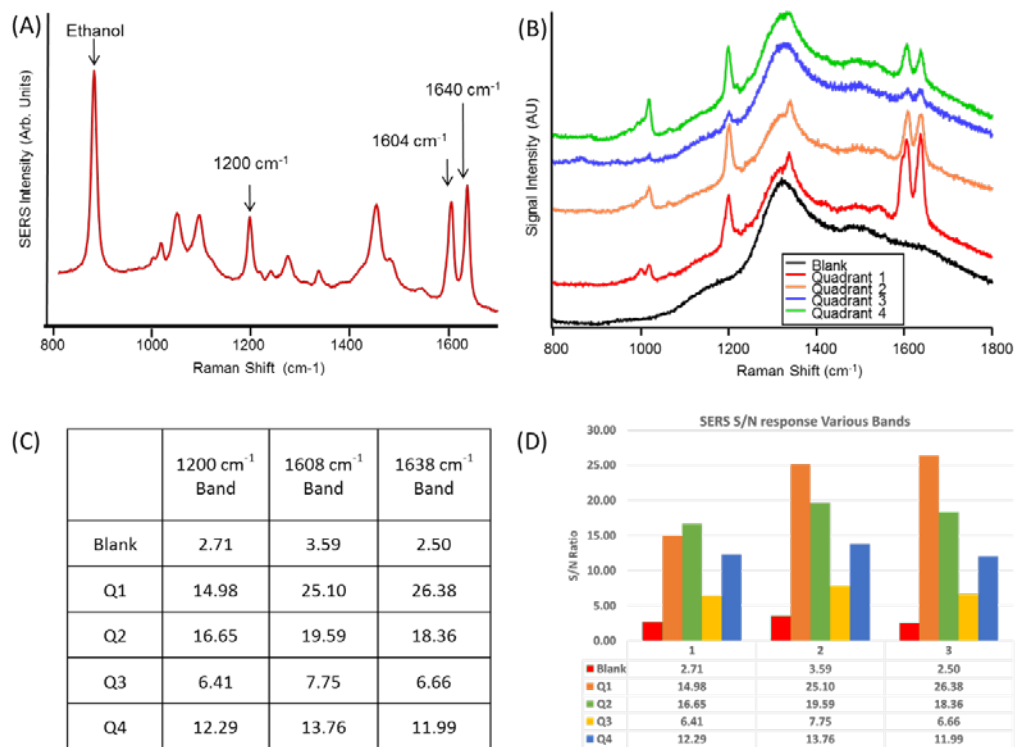 (A)
Ethanol
1640 cm⁻¹
1604 cm⁻¹
1200 cm⁻¹
SERS Intensity (Arb. Units)
800 1000 1200 1400 1600
Raman Shift (cm-1)
(B)
Signal Intensity (AU)
Blank
Quadrant 1
Quadrant 2
Quadrant 3
Quadrant 4
800 1000 1200 1400 1600 1800
Raman Shift (cm⁻¹)
(C)
1200 cm⁻¹ 1608 cm⁻¹ 1638 cm⁻¹
Band Band Band
Blank 2.71 3.59 2.50
Q1 14.98 25.10 26.38
Q2 16.65 19.59 18.36
Q3 6.41 7.75 6.66
Q4 12.29 13.76 11.99
(D)
SERS S/N response Various Bands
30.00
25.00
20.00
15.00
10.00
5.00
0.00
S/N Ratio
1 2 3
Blank 2.71 3.59 2.50
Q1 14.98 25.10 26.38
Q2 16.65 19.59 18.36
Q3 6.41 7.75 6.66
Q4 12.29 13.76 11.99